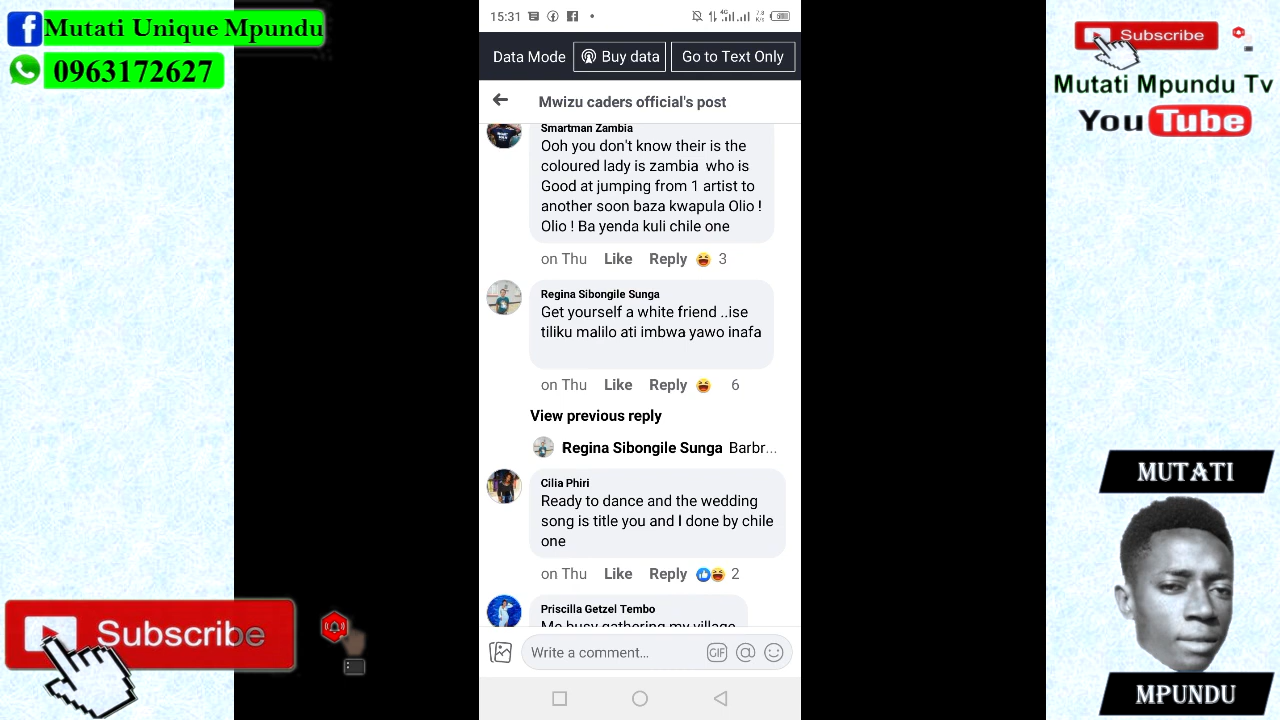 Mutati Unique Mpundu
0963172627
15:31
Data Mode
Buy data
Go to Text Only
Mwizu caders official's post
Smartman Zambia
Ooh you don't know their is the
coloured lady is zambia who is
Good at jumping from 1 artist to
another soon baza kwapula Olio !
Olio ! Ba yenda kuli chile one
on Thu Like Reply 3
Regina Sibongile Sunga
Get yourself a white friend ..ise
tiliku malilo ati imbwa yawo inafa
on Thu Like Reply 6
View previous reply
Regina Sibongile Sunga Barbr...
Cilia Phiri
Ready to dance and the wedding
song is title you and I done by chile
one
on Thu Like Reply 2
Priscilla Getzel Tembo
Me busy gathering my village
Write a comment...
GIF
Subscribe
Subscribe
Mutati Mpundu Tv
YouTube
MUTATI
MPUNDU